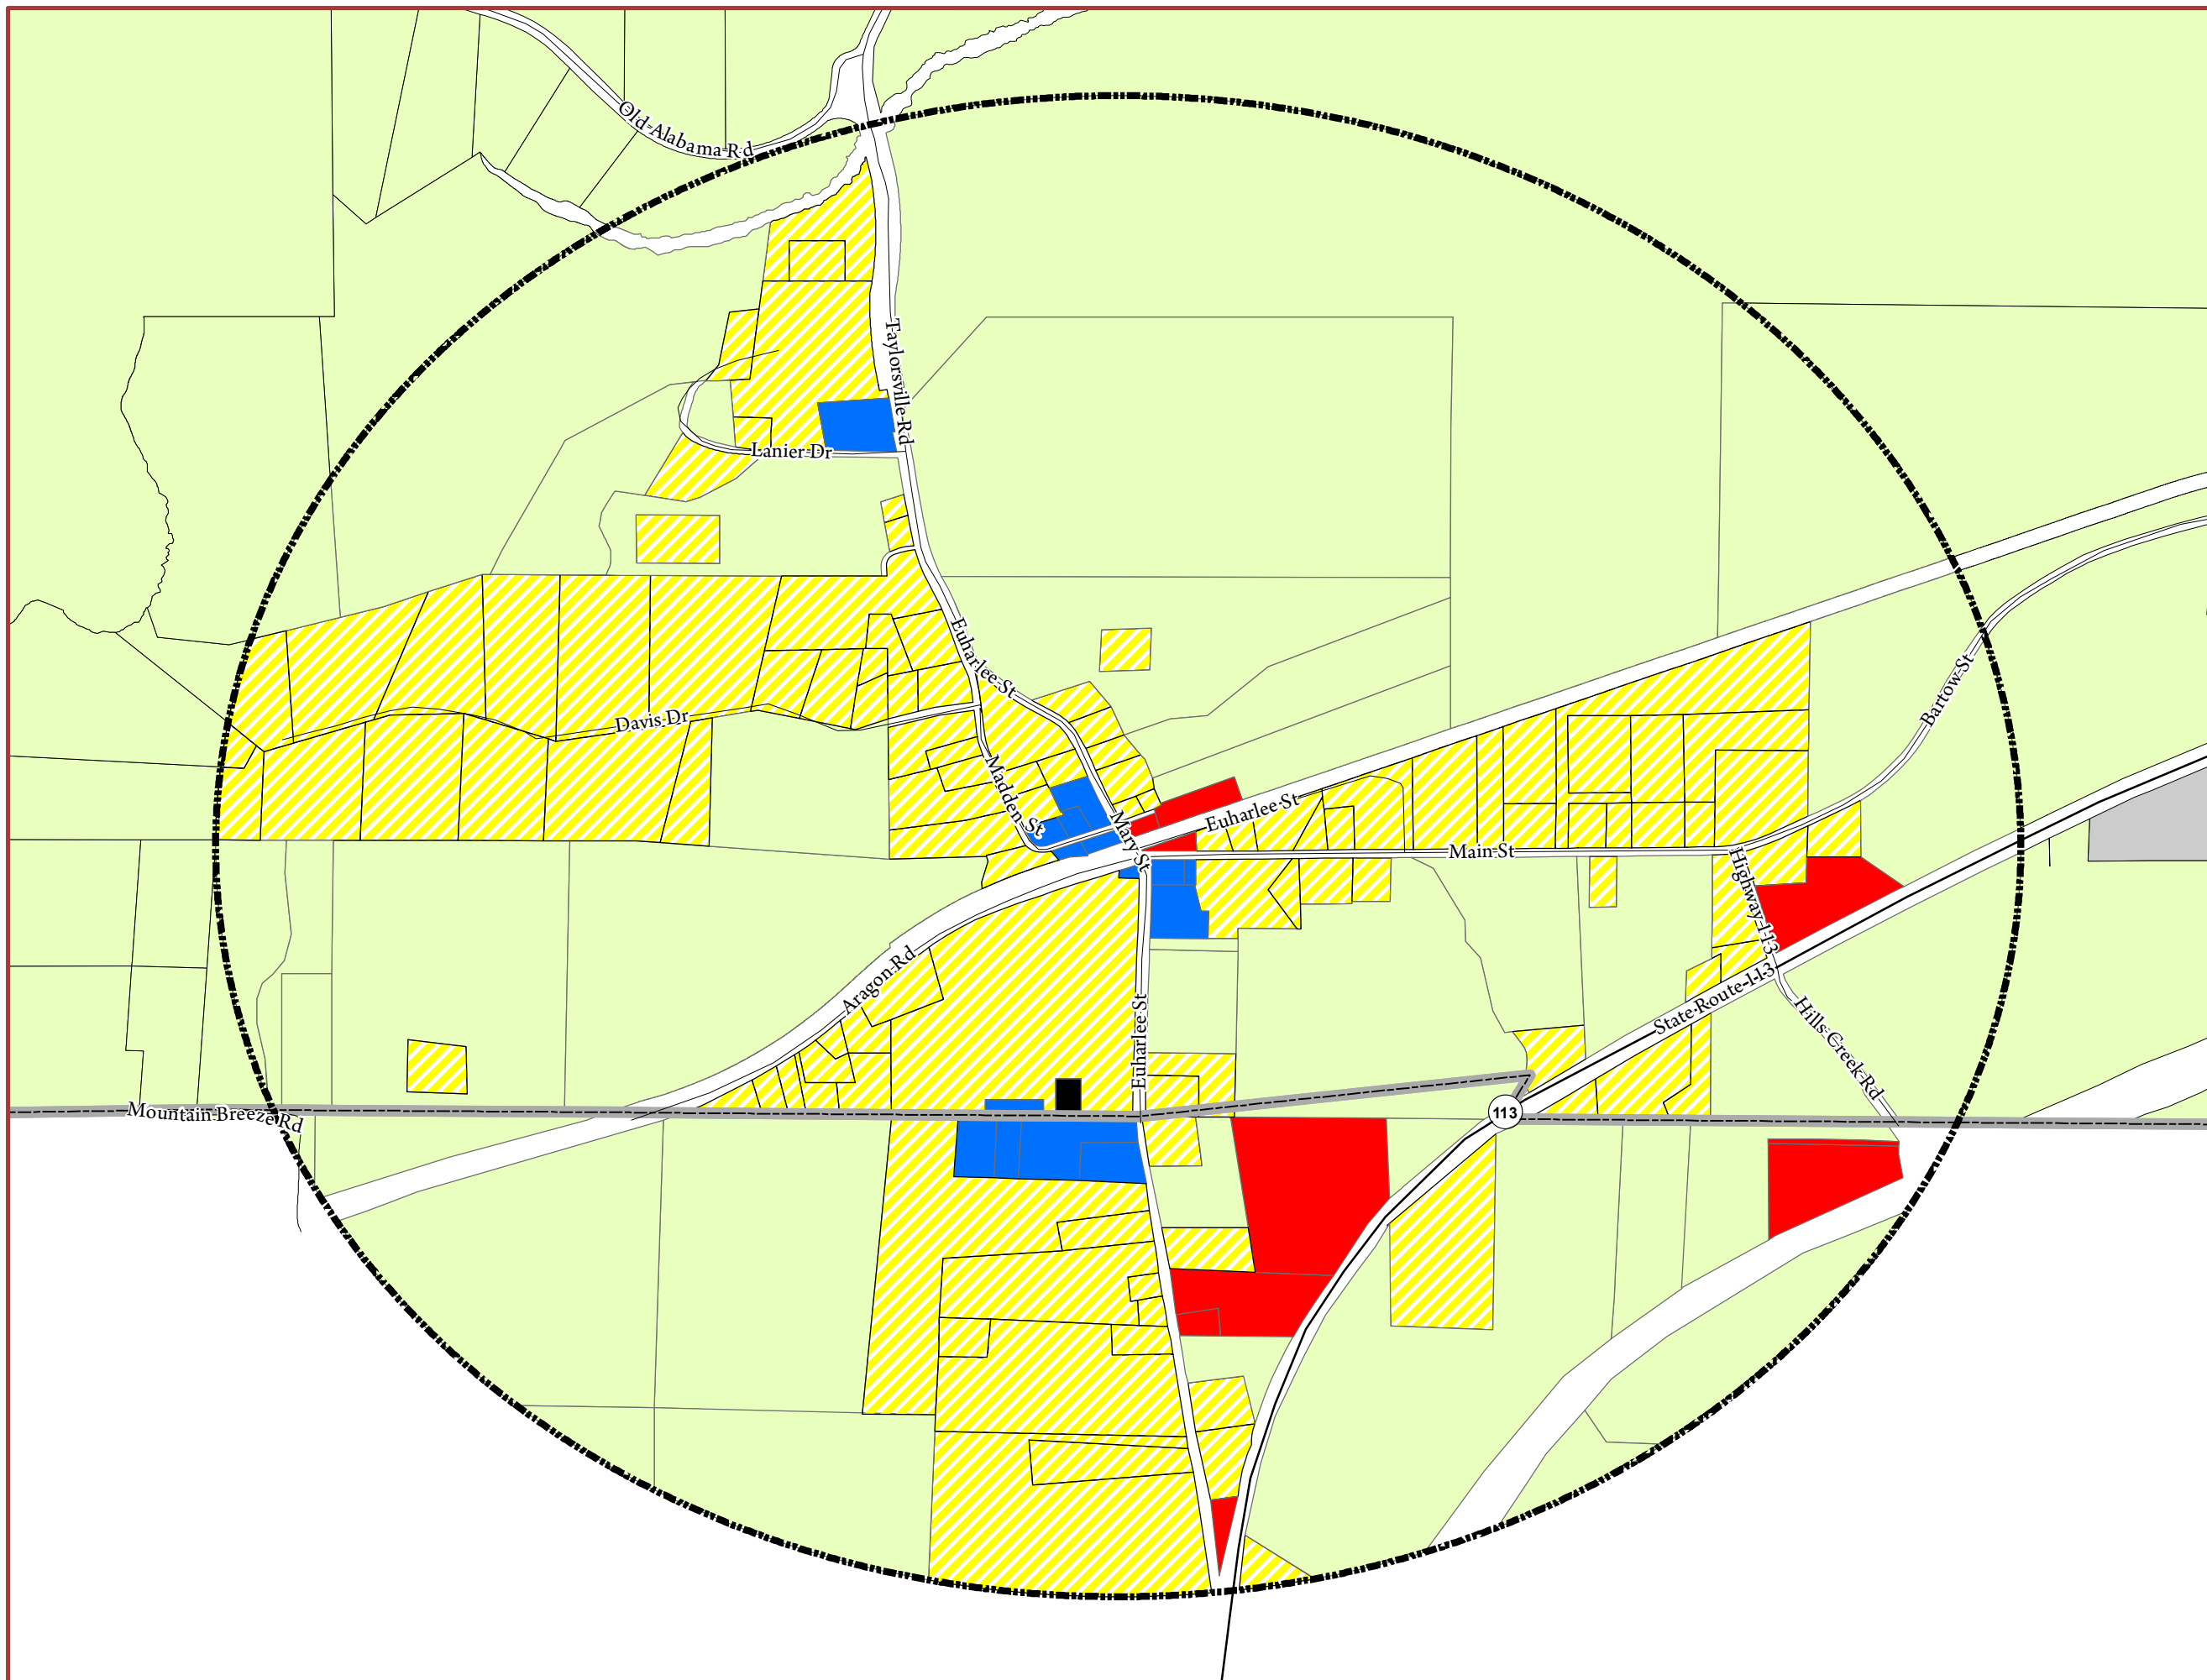 Old Alabama Rd
Taylorsville Rd
Lanier Dr
Euharlee St
Bartow St
Davis Dr
Madden St
Mary St
Euharlee St
Main St
Highway 113
Aragon Rd
State Route 113
Euharlee St
Hills Creek Rd
113
Mountain Breeze Rd